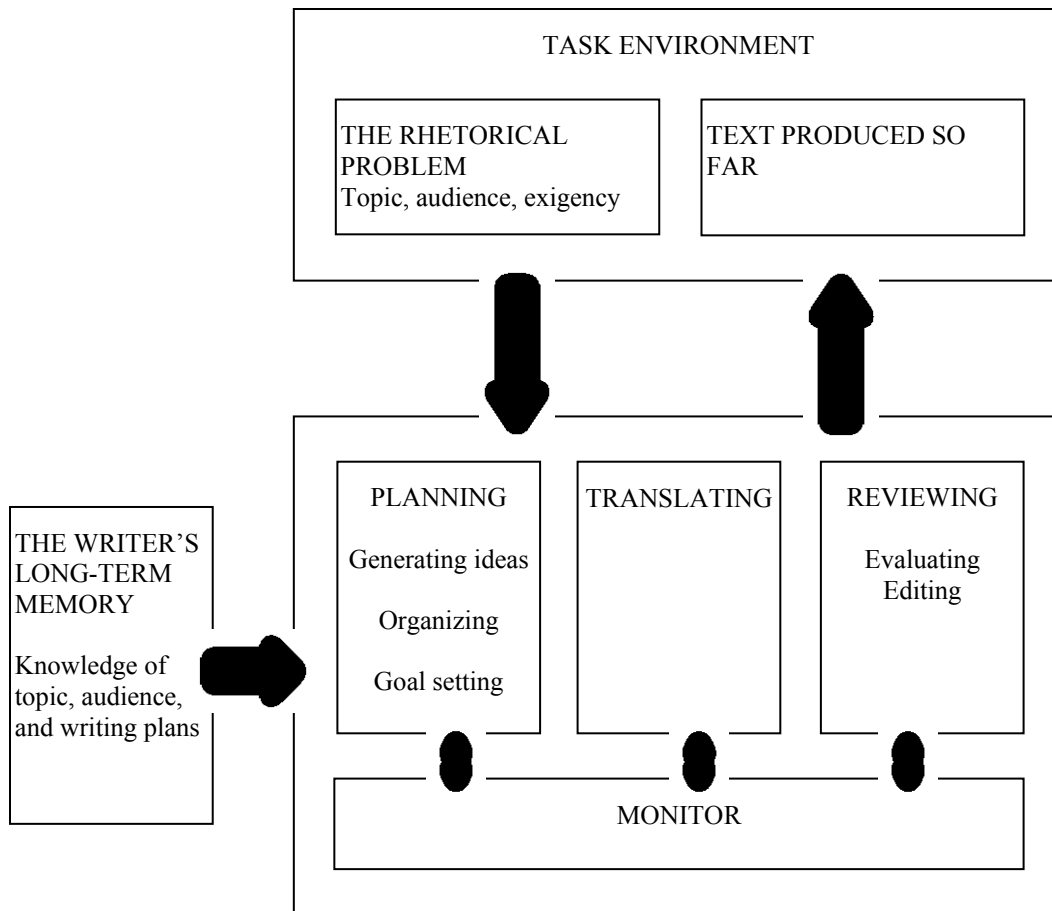 TASK ENVIRONMENT
THE RHETORICAL
PROBLEM
Topic, audience, exigency
TEXT PRODUCED SO
FAR
THE WRITER’S
LONG-TERM
MEMORY
Knowledge of
topic, audience,
and writing plans
PLANNING
Generating ideas
Organizing
Goal setting
TRANSLATING
REVIEWING
Evaluating
Editing
MONITOR